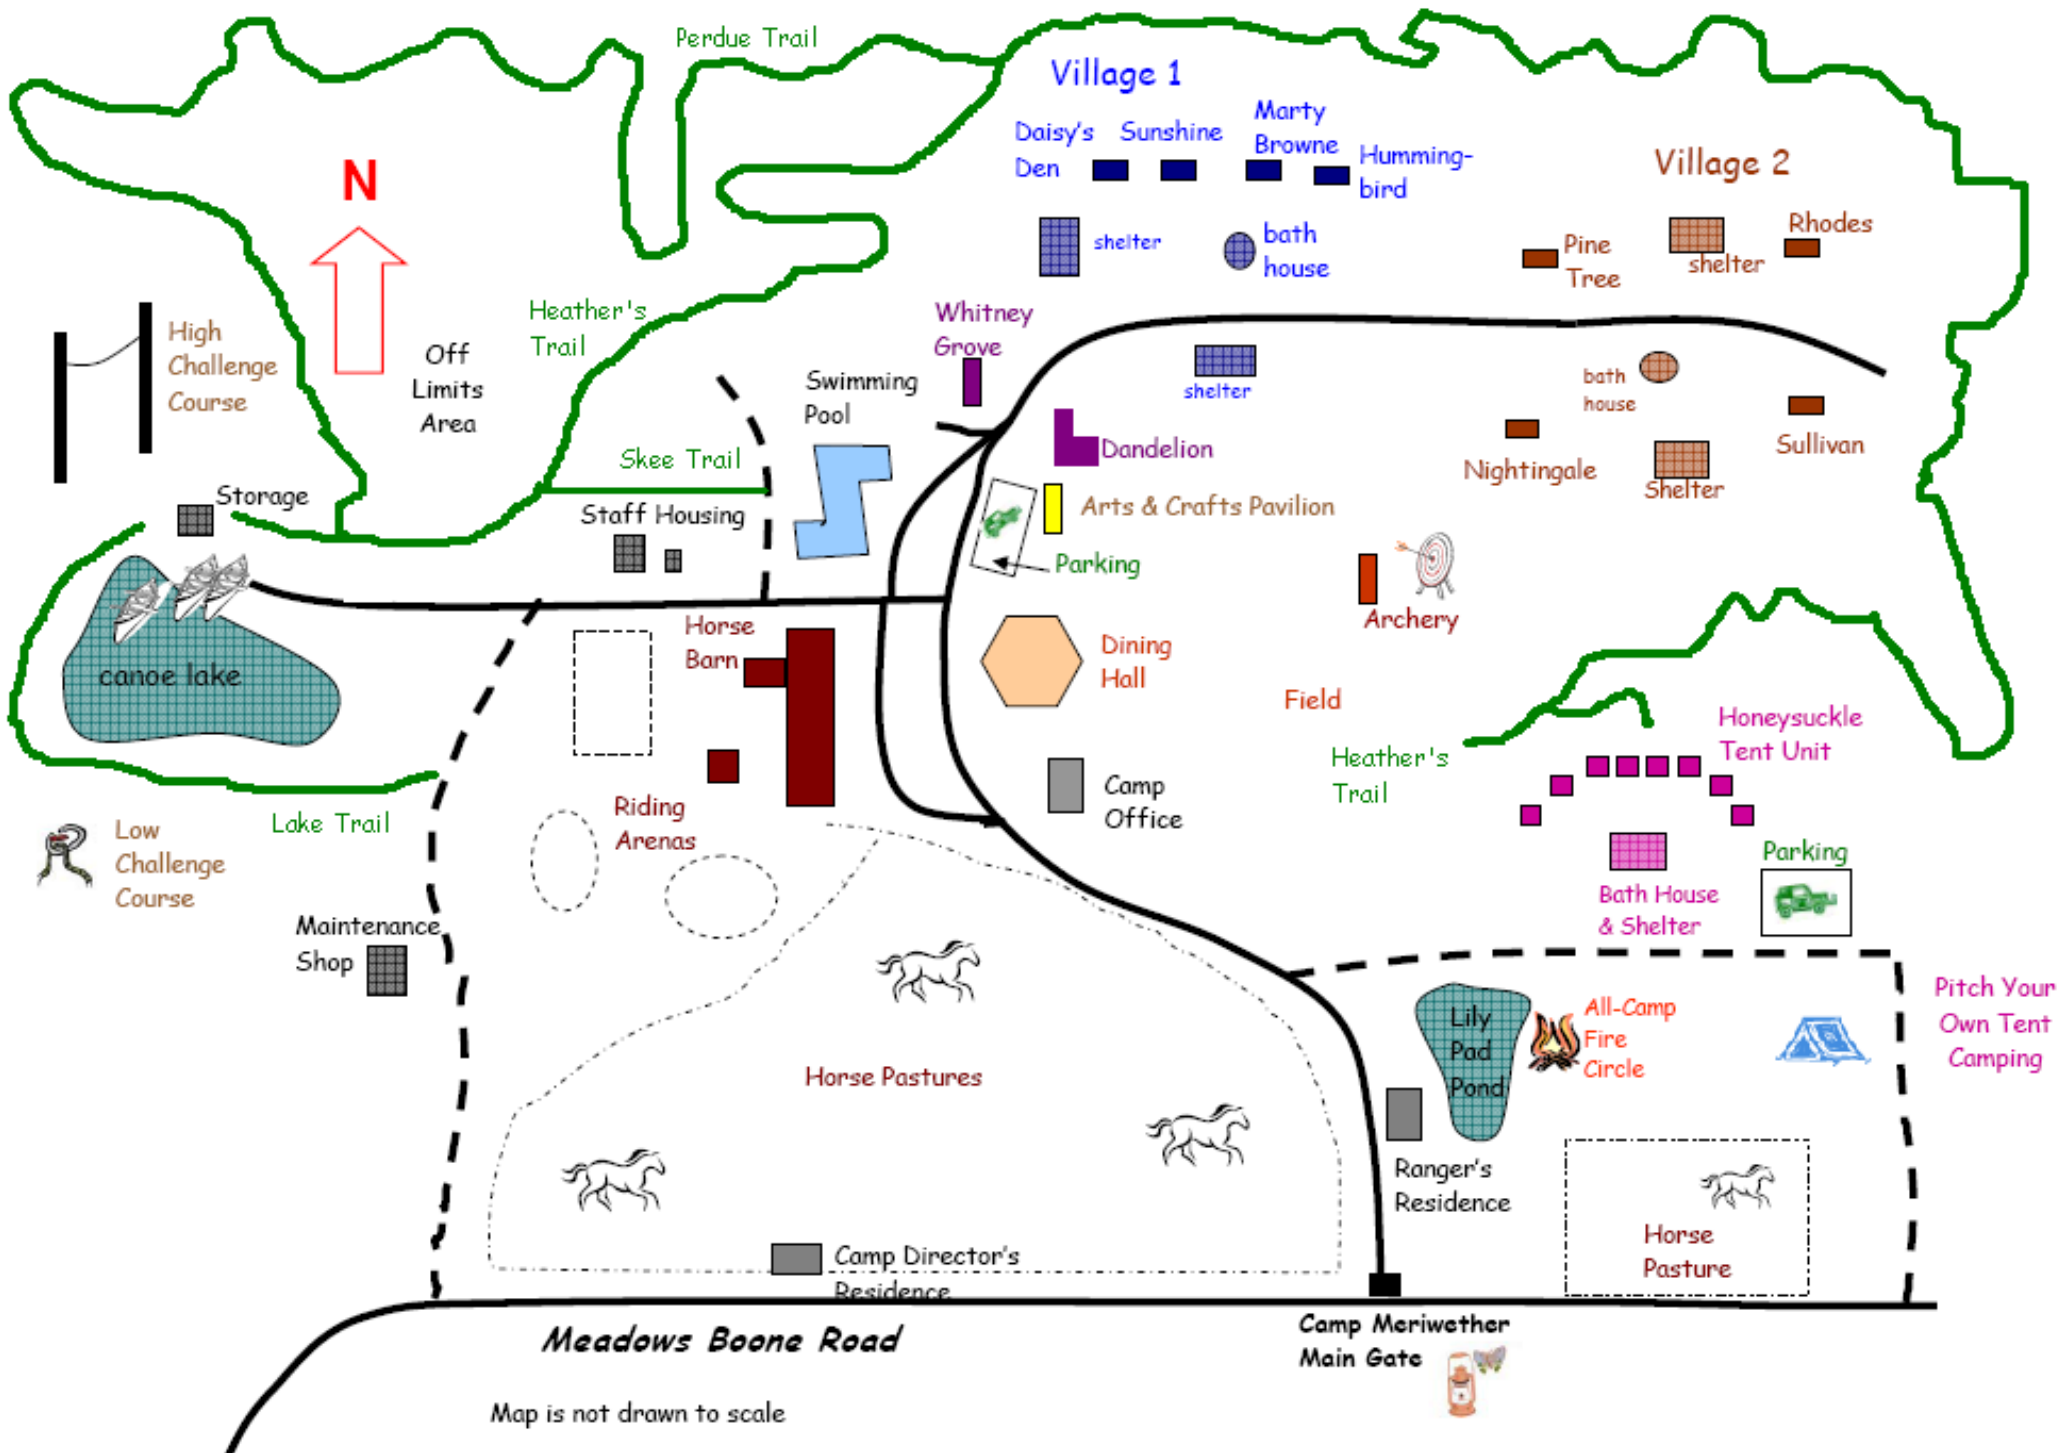 Perdue Trail
Village 1
Daisy's
Den
Sunshine
Marty
Browne
Humming-
bird
Village 2
N
shelter
bath
house
Pine
Tree
shelter
Rhodes
High
Challenge
Course
Off
Limits
Area
Heather's
Trail
Whitney
Grove
Swimming
Pool
shelter
bath
house
Sullivan
Dandelion
Nightingale
Shelter
Skee Trail
Storage
Staff Housing
Arts & Crafts Pavilion
Parking
Archery
canoe lake
Horse
Barn
Dining
Hall
Field
Honeysuckle
Tent Unit
Heather's
Trail
Camp
Office
Riding
Arenas
Lake Trail
Low
Challenge
Course
Parking
Bath House
& Shelter
Maintenance
Shop
Pitch Your
Own Tent
Camping
Lily
Pad
Pond
All-Camp
Fire
Circle
Horse Pastures
Ranger's
Residence
Horse
Pasture
Camp Director's
Residence
Meadows Boone Road
Camp Meriwether
Main Gate
Map is not drawn to scale